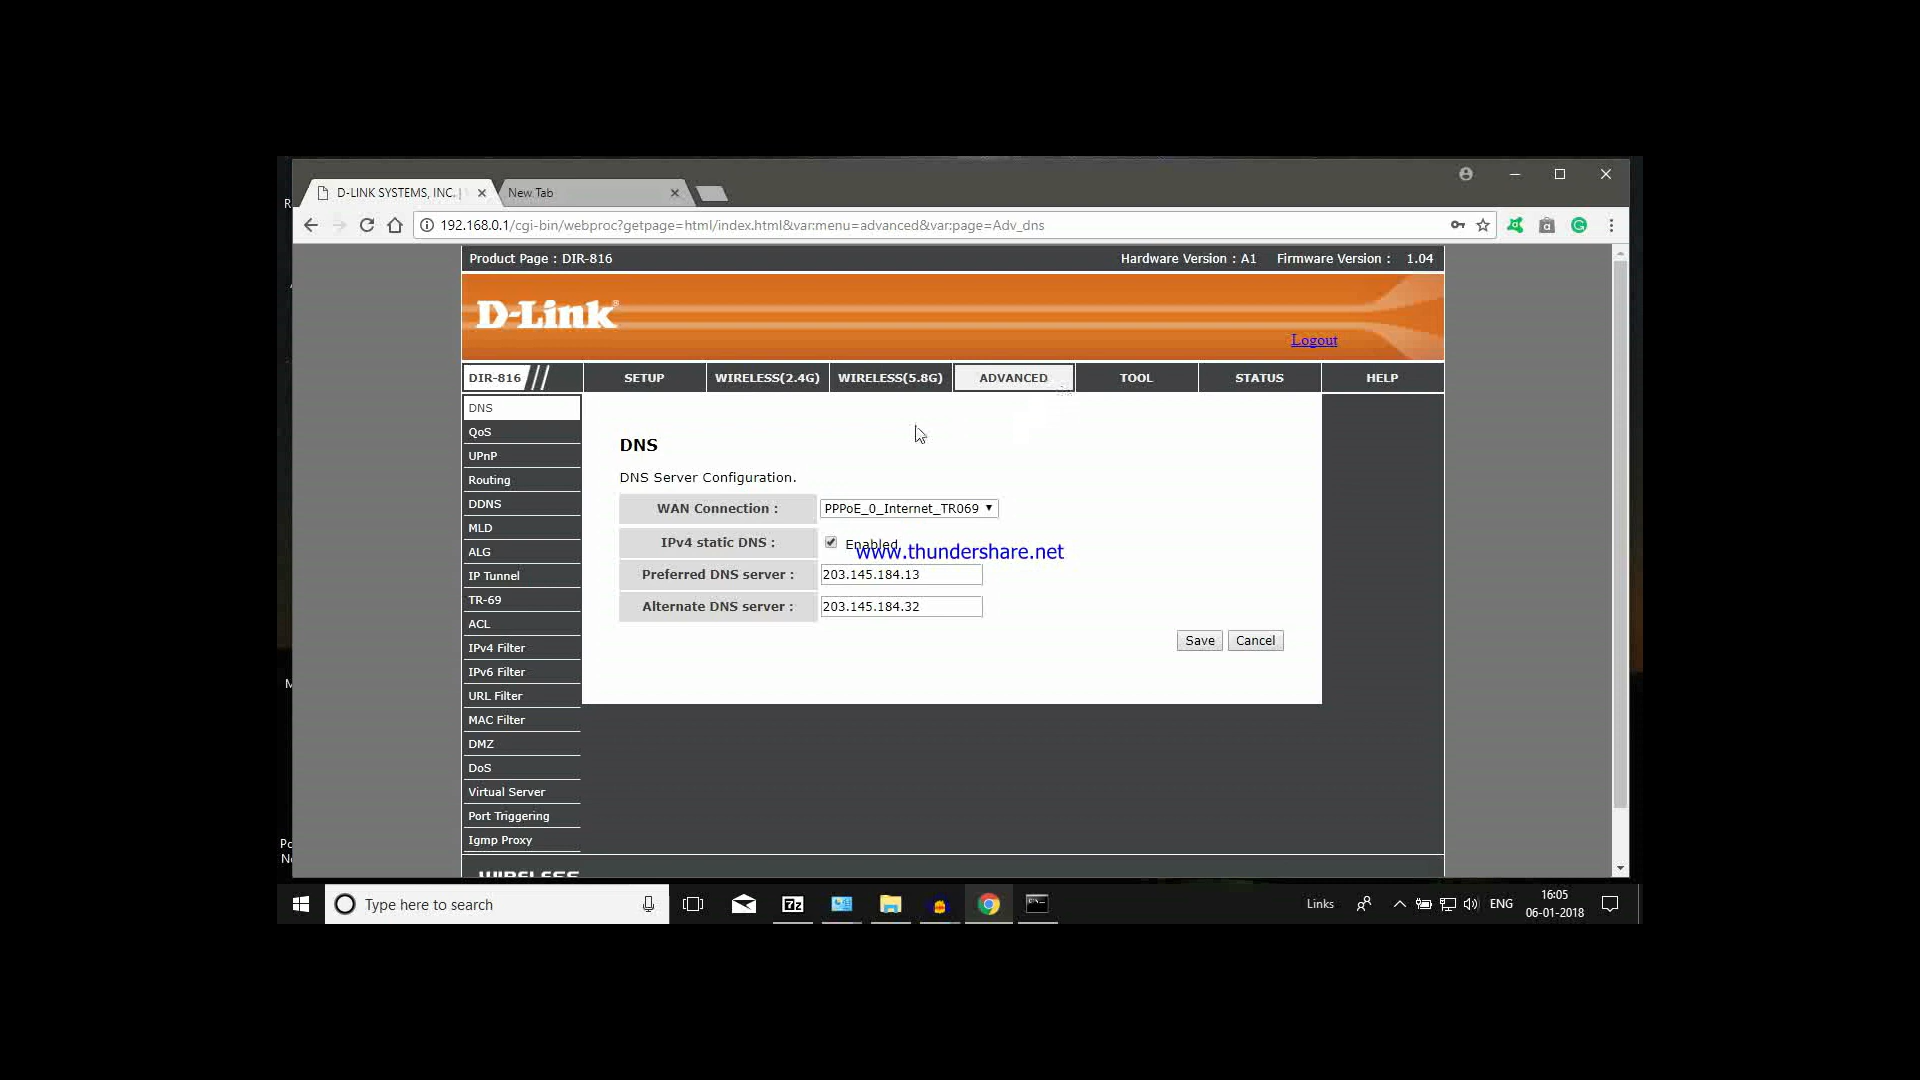 D-LINK SYSTEMS, INC. |
New Tab
192.168.0.1/cgi-bin/webproc?getpage=html/index.html&var:menu=advanced&var:page=Adv_dns
Product Page : DIR-816
Hardware Version : A1
Firmware Version : 1.04
D-Link®
Logout
DIR-816
SETUP
WIRELESS(2.4G)
WIRELESS(5.8G)
ADVANCED
TOOL
STATUS
HELP
DNS
QoS
UPnP
Routing
DDNS
MLD
ALG
IP Tunnel
TR-69
ACL
IPv4 Filter
IPv6 Filter
URL Filter
MAC Filter
DMZ
DoS
Virtual Server
Port Triggering
Igmp Proxy
DNS
DNS Server Configuration.
WAN Connection : PPPoE_0_Internet_TR069
IPv4 static DNS : Enabled
www.thundershare.net
Preferred DNS server : 203.145.184.13
Alternate DNS server : 203.145.184.32
Save
Cancel
WIRELESS
Type here to search
7z
Links
ENG
16:05
06-01-2018